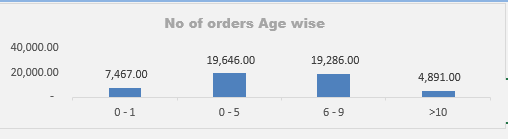 No of orders Age wise
40,000.00
20,000.00
-
7,467.00
19,646.00
19,286.00
4,891.00
0 - 1
0 - 5
6 - 9
>10